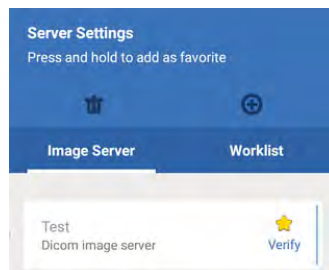 Server Settings
Press and hold to add as favorite
Image Server Worklist
Test
Dicom image server
Verify